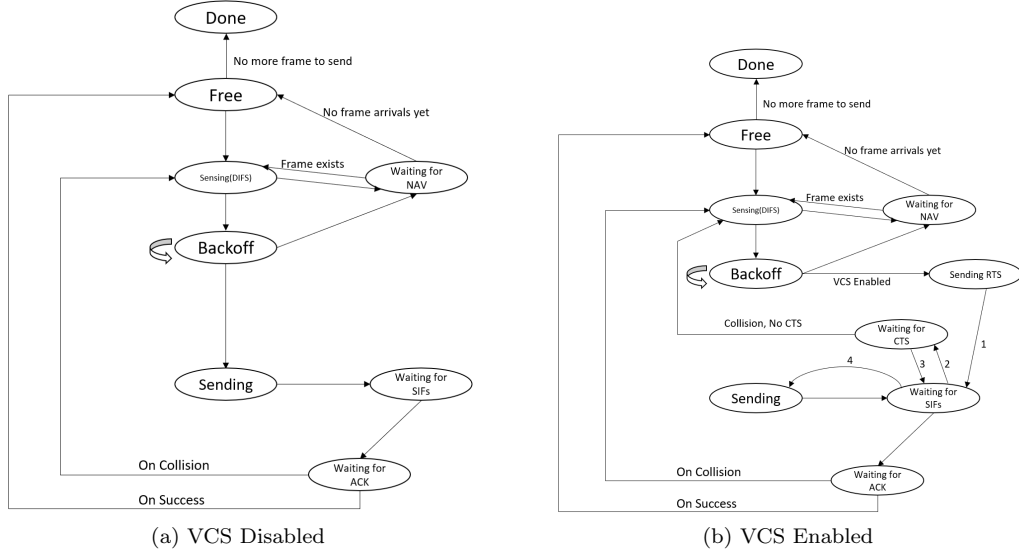 Done
No more frame to send
Free
No frame arrivals yet
Frame exists
Sensing(DIFS)
Waiting for
NAV
Backoff
Sending
Waiting for
SIFs
On Collision
Waiting for
ACK
On Success
(a) VCS Disabled
Done
No more frame to send
Free
No frame arrivals yet
Frame exists
Sensing(DIFS)
Waiting for
NAV
Backoff
VCS Enabled
Sending RTS
Collision, No CTS
Waiting for
CTS
1
3
2
4
Sending
Waiting for
SIFs
On Collision
Waiting for
ACK
On Success
(b) VCS Enabled